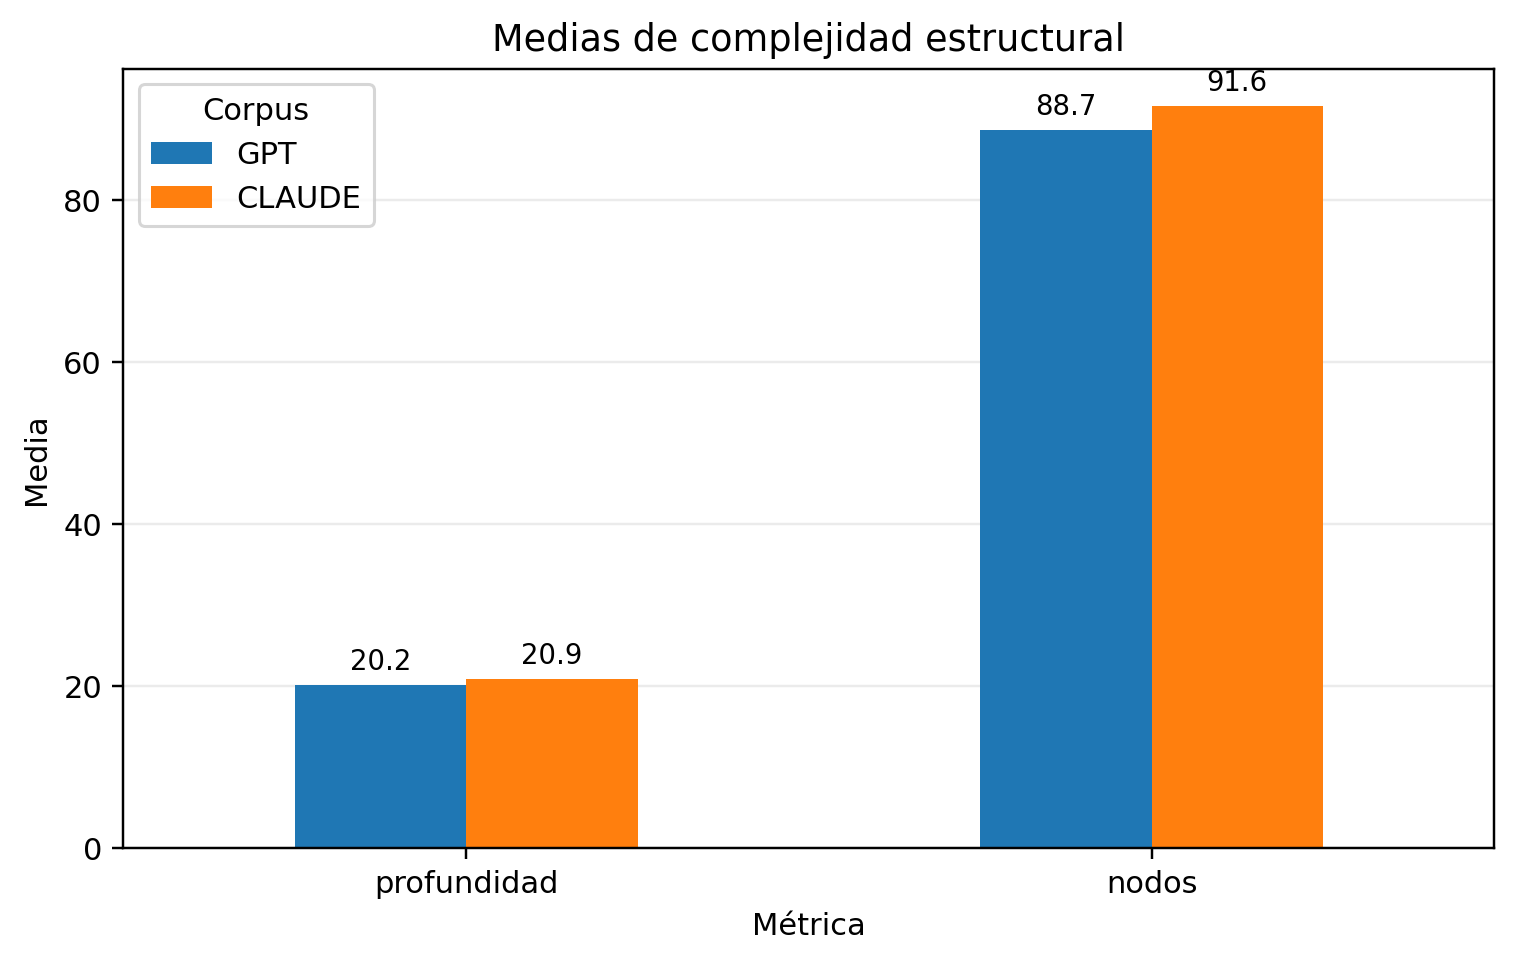 Medias de complejidad estructural
Corpus
GPT
CLAUDE
Media
80
60
40
20
0
20.2
20.9
88.7
91.6
profundidad
nodos
Métrica